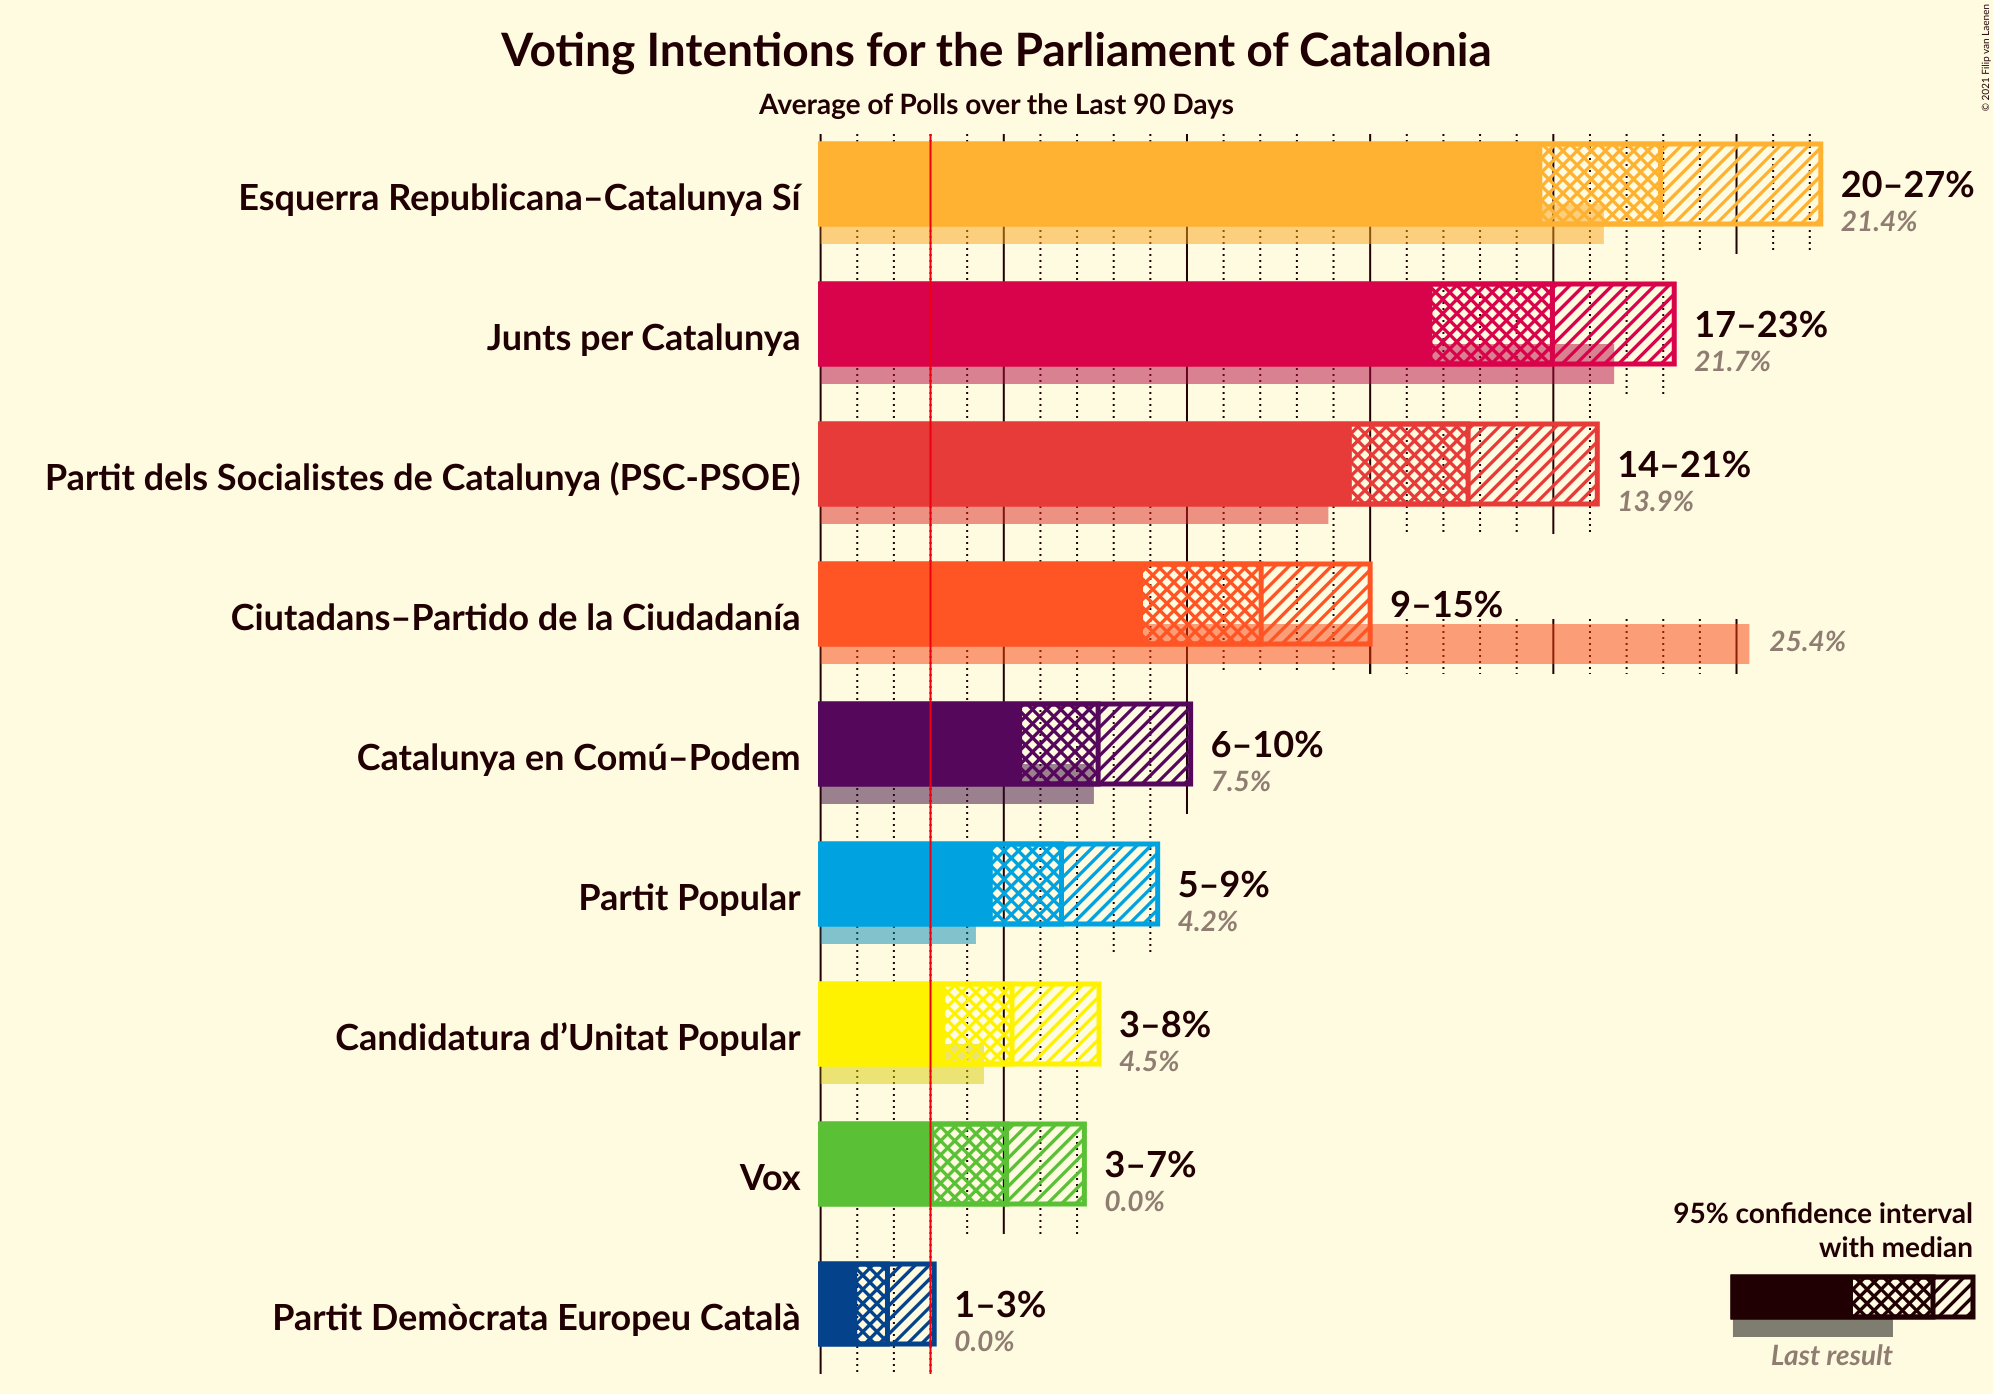 Voting Intentions for the Parliament of Catalonia
Average of Polls over the Last 90 Days
© 2021 Filip van Laenen
Esquerra Republicana–Catalunya Sí
20–27%
21.4%
Junts per Catalunya
17–23%
21.7%
Partit dels Socialistes de Catalunya (PSC-PSOE)
14–21%
13.9%
Ciutadans–Partido de la Ciudadanía
9–15%
25.4%
Catalunya en Comú–Podem
6–10%
7.5%
Partit Popular
5–9%
4.2%
Candidatura d’Unitat Popular
3–8%
4.5%
Vox
3–7%
0.0%
Partit Demòcrata Europeu Català
1–3%
0.0%
95% confidence interval
with median
Last result